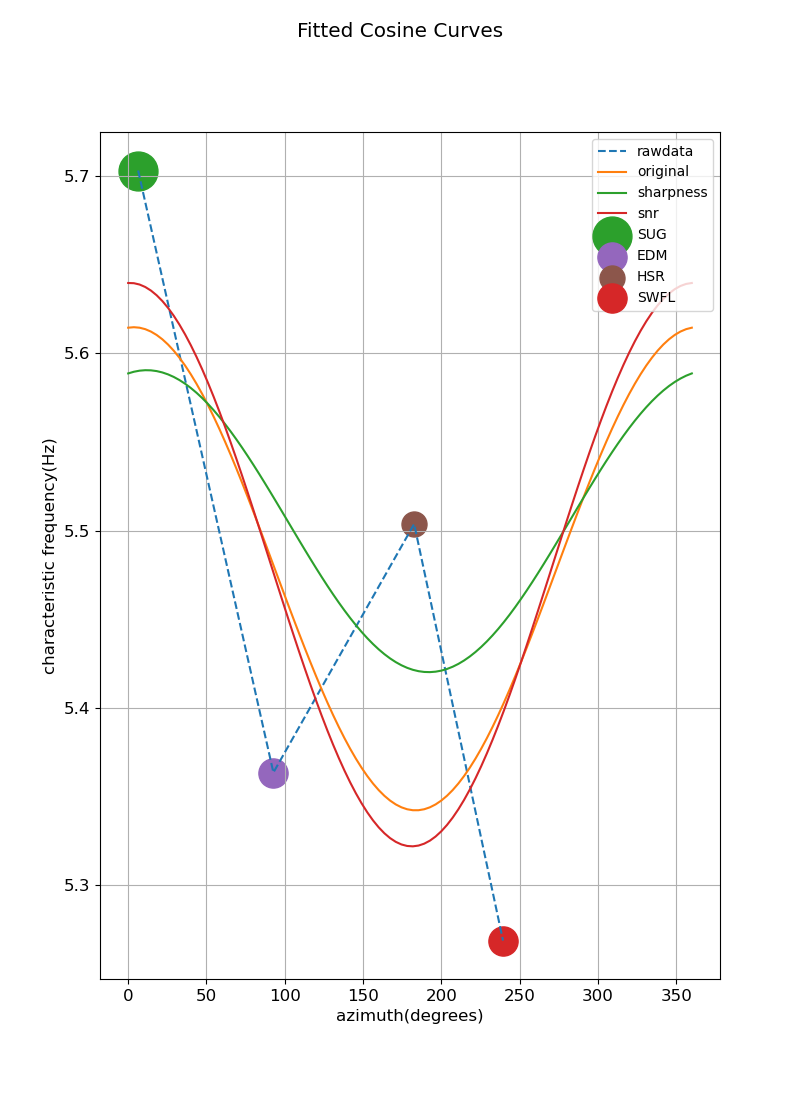 Fitted Cosine Curves
rawdata
original
sharpness
snr
SUG
EDM
HSR
SWFL
5.7
5.6
5.5
5.4
5.3
characteristic frequency(Hz)
0 50 100 150 200 250 300 350
azimuth(degrees)